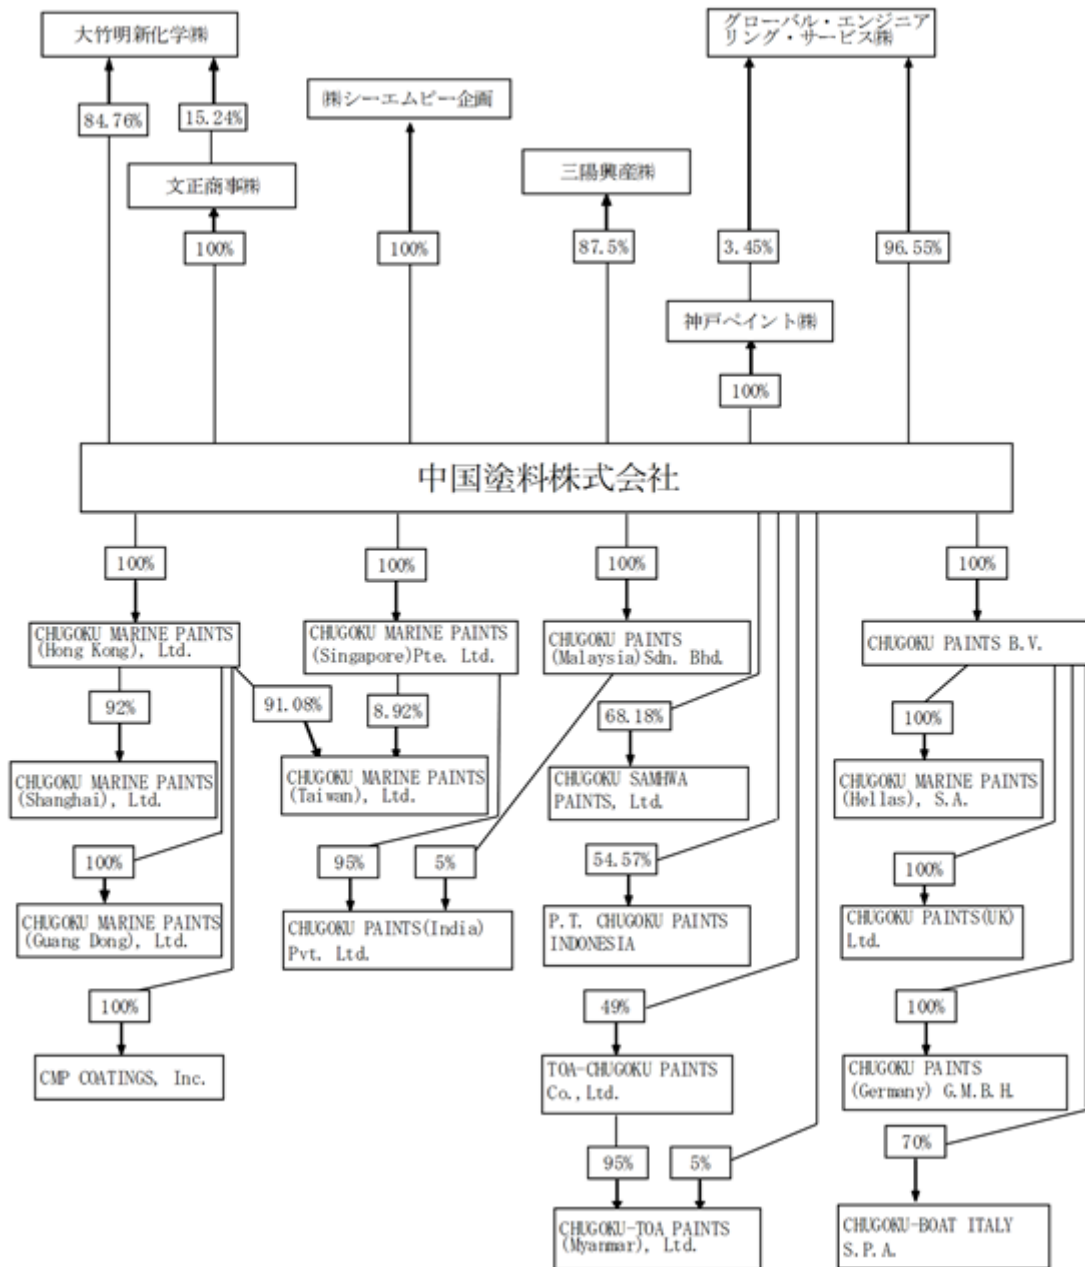 大竹明新化学㈱
グローバル・エンジニア
リング・サービス㈱
84.76%
15.24%
㈱シーエムピー企画
文正商事㈱
三陽興産㈱
100%
100%
87.5%
3.45%
96.55%
神戸ペイント㈱
100%
中国塗料株式会社
100%
100%
100%
100%
CHUGOKU MARINE PAINTS
(Hong Kong), Ltd.
CHUGOKU MARINE PAINTS
(Singapore)Pte. Ltd.
CHUGOKU PAINTS
(Malaysia)Sdn. Bhd.
CHUGOKU PAINTS B.V.
92%
91.08%
8.92%
68.18%
100%
CHUGOKU MARINE PAINTS
(Shanghai), Ltd.
CHUGOKU MARINE PAINTS
(Taiwan), Ltd.
CHUGOKU SAMHWA
PAINTS, Ltd.
CHUGOKU MARINE PAINTS
(Hellas), S.A.
100%
95%
5%
54.57%
100%
CHUGOKU MARINE PAINTS
(Guang Dong), Ltd.
CHUGOKU PAINTS(India)
Pvt. Ltd.
P.T. CHUGOKU PAINTS
INDONESIA
CHUGOKU PAINTS(UK)
Ltd.
100%
49%
100%
CMP COATINGS, Inc.
TOA-CHUGOKU PAINTS
Co.,Ltd.
CHUGOKU PAINTS
(Germany) G.M.B.H.
95%
5%
70%
CHUGOKU-TOA PAINTS
(Myanmar), Ltd.
CHUGOKU-BOAT ITALY
S.P.A.